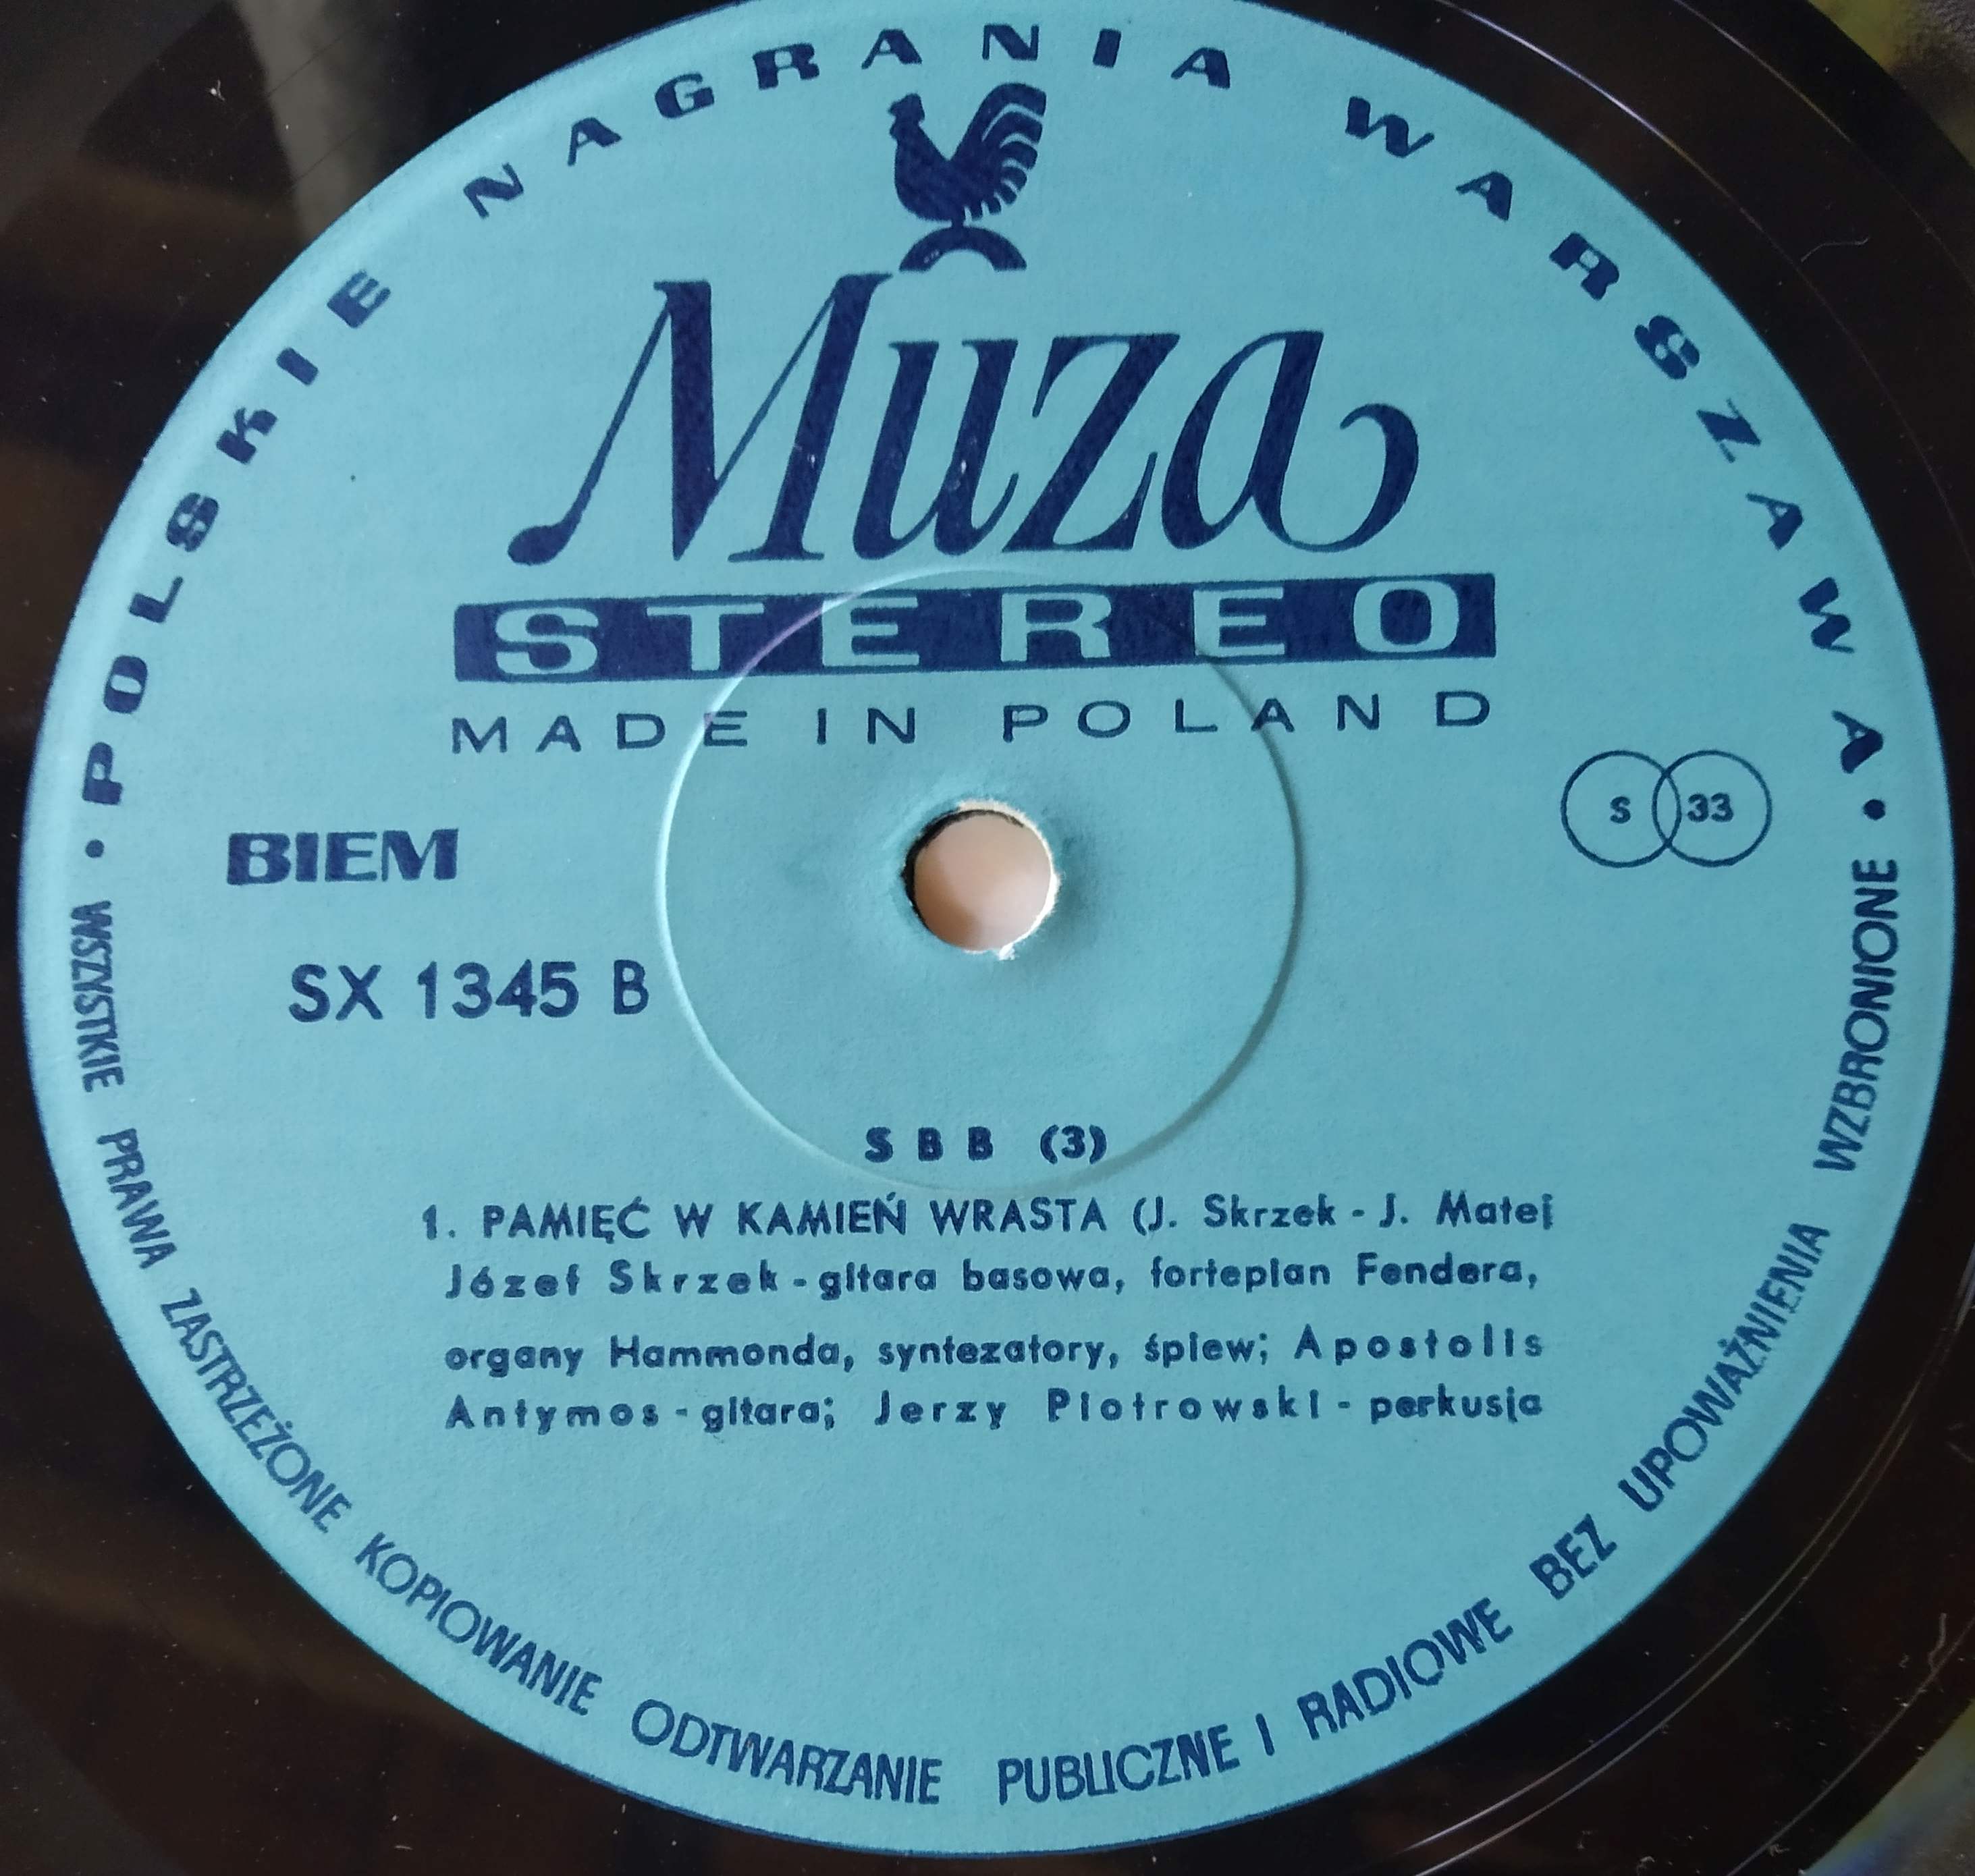 POLSKIE NAGRANIA WARSZAWA •
Muza
STEREO
MADE IN POLAND
BIEM
S 33
SX 1345 B
SBB (3)
1. PAMIĘĆ W KAMIEŃ WRASTA (J. Skrzek - J. Matej
Józef Skrzek - gitara basowa, fortepian Fendera,
organy Hammonda, syntezatory, śpiew; Apostolis
Antymos - gitara; Jerzy Piotrowski - perkusja
• WSZYSTKIE PRAWA ZASTRZEŻONE KOPIOWANIE ODTWARZANIE PUBLICZNE I RADIOWE BEZ UPOWAŻNIENIA WZBRONIONE